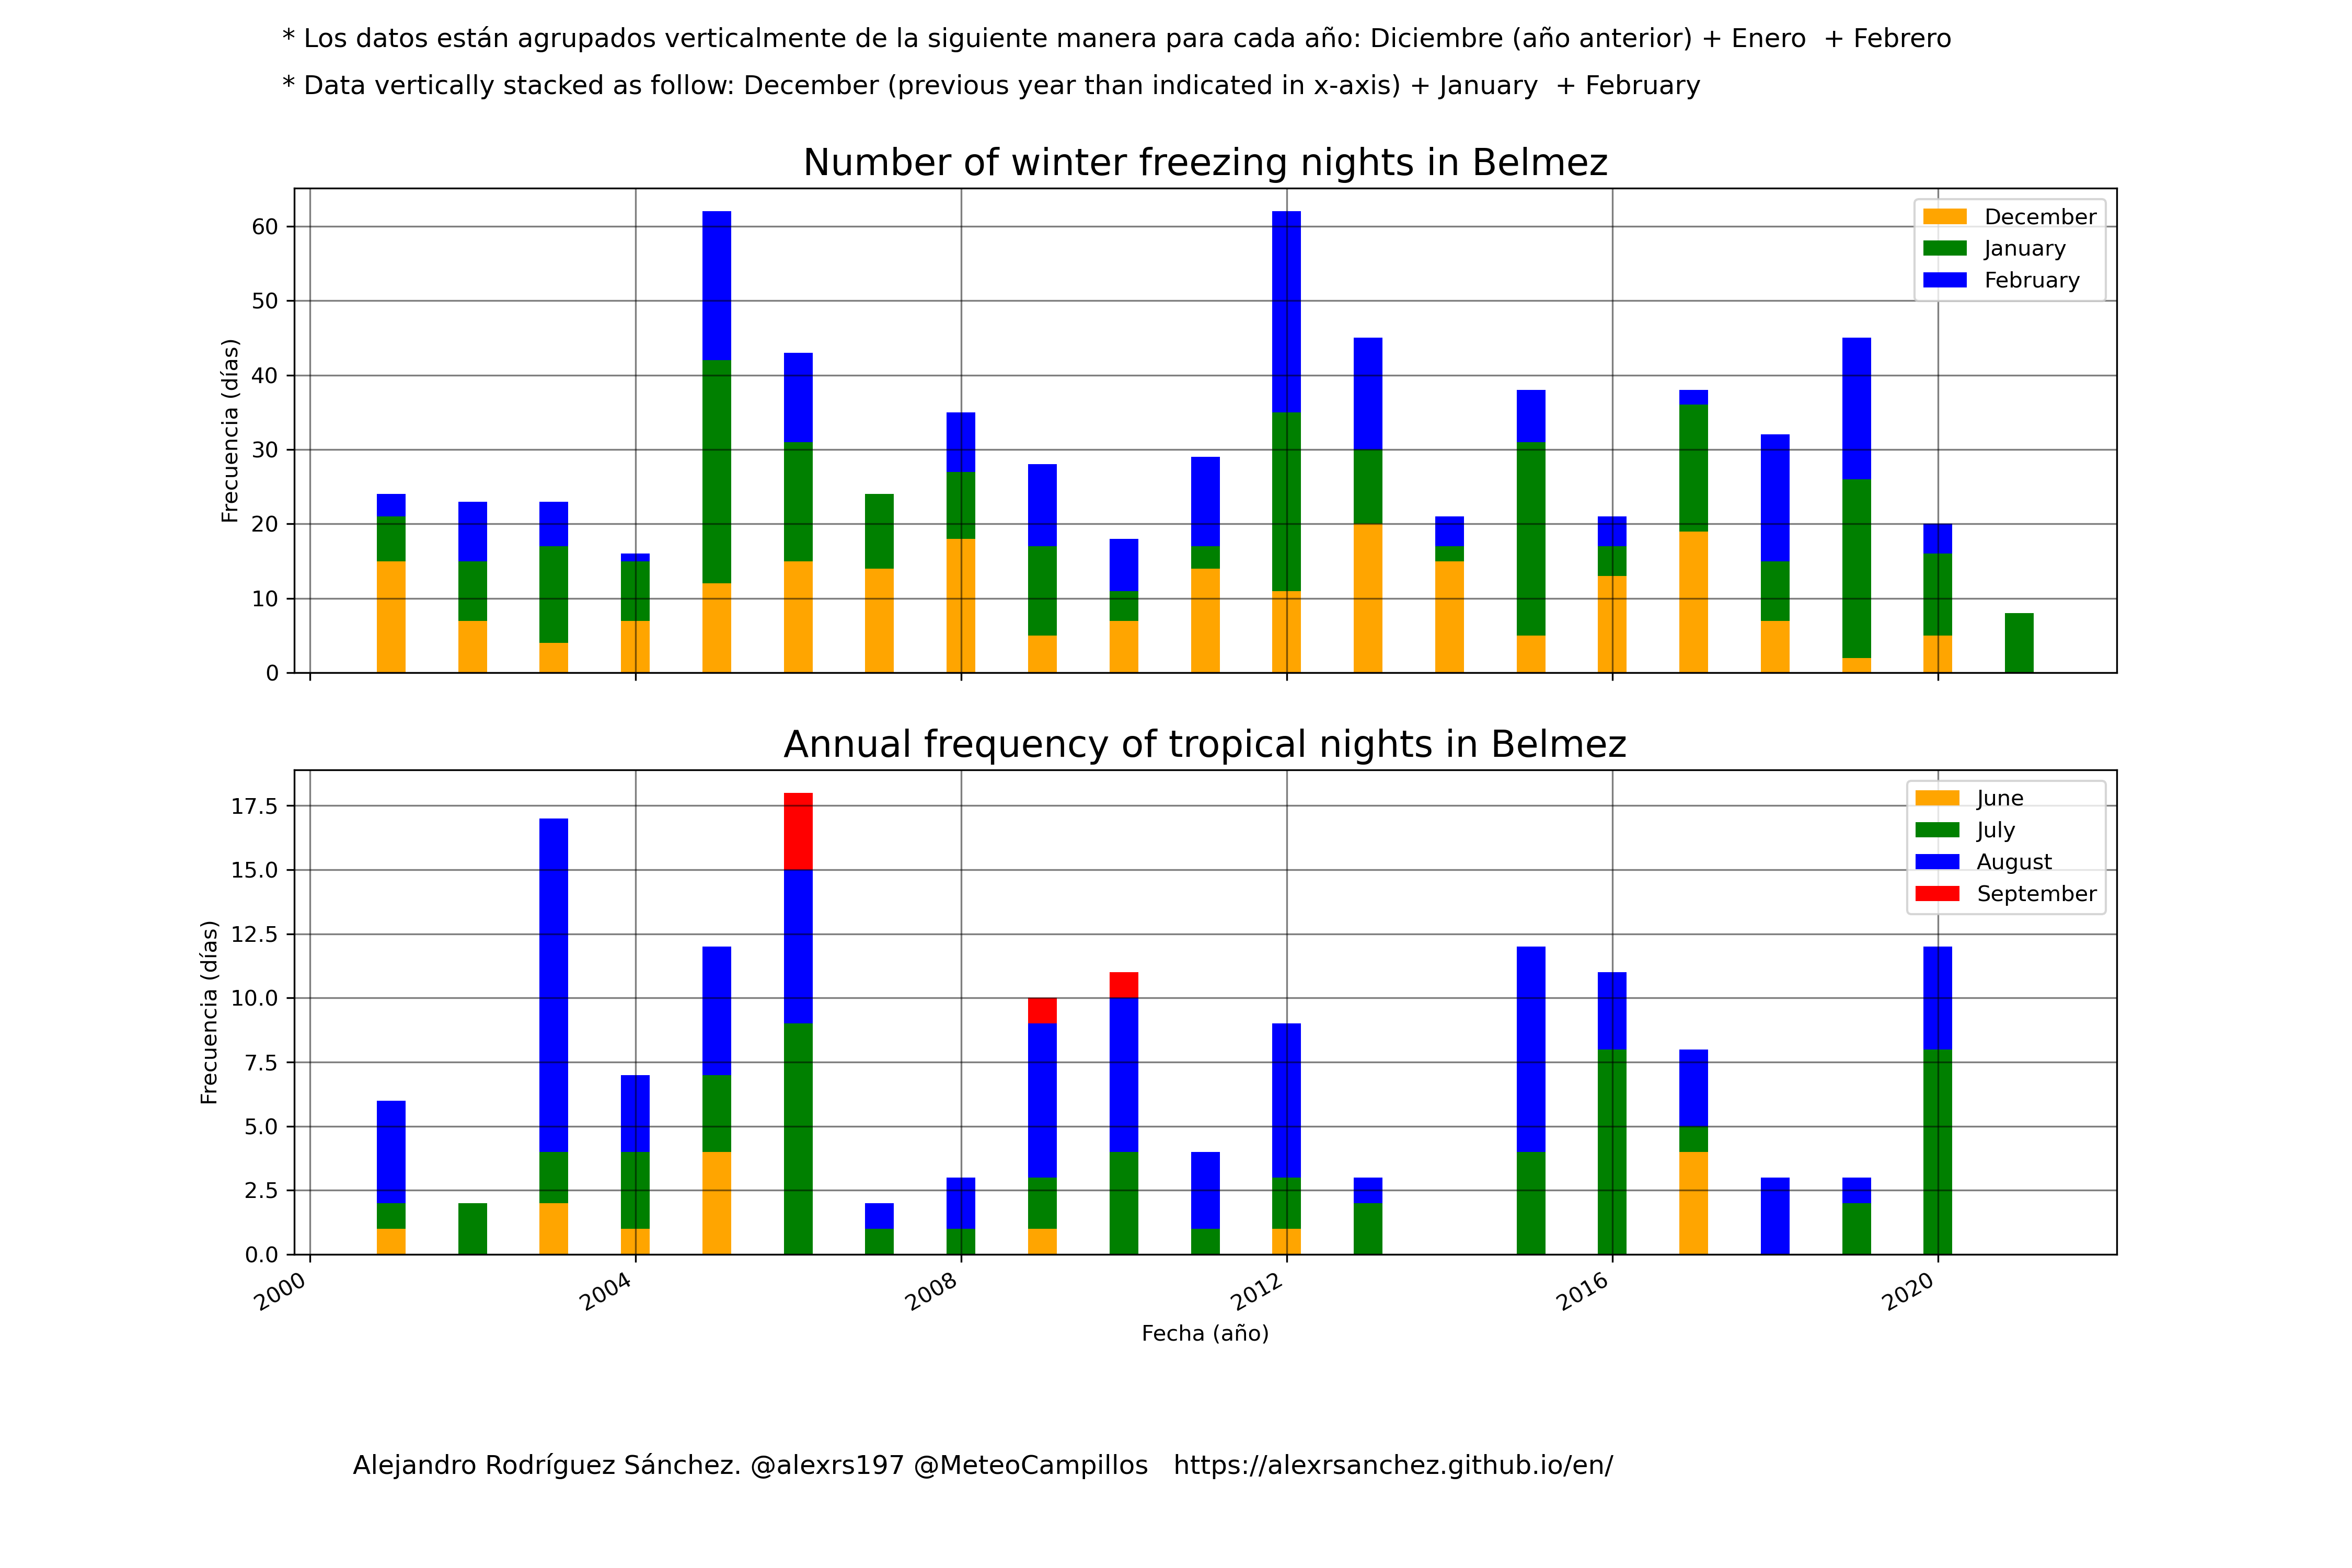 * Los datos están agrupados verticalmente de la siguiente manera para cada año: Diciembre (año anterior) + Enero  + Febrero
* Data vertically stacked as follow: December (previous year than indicated in x-axis) + January  + February
Number of winter freezing nights in Belmez
Frecuencia (días)
60
50
40
30
20
10
0
December
January
February
Annual frequency of tropical nights in Belmez
Frecuencia (días)
17.5
15.0
12.5
10.0
7.5
5.0
2.5
0.0
June
July
August
September
2000
2004
2008
2012
2016
2020
Fecha (año)
Alejandro Rodríguez Sánchez. @alexrs197 @MeteoCampillos   https://alexrsanchez.github.io/en/